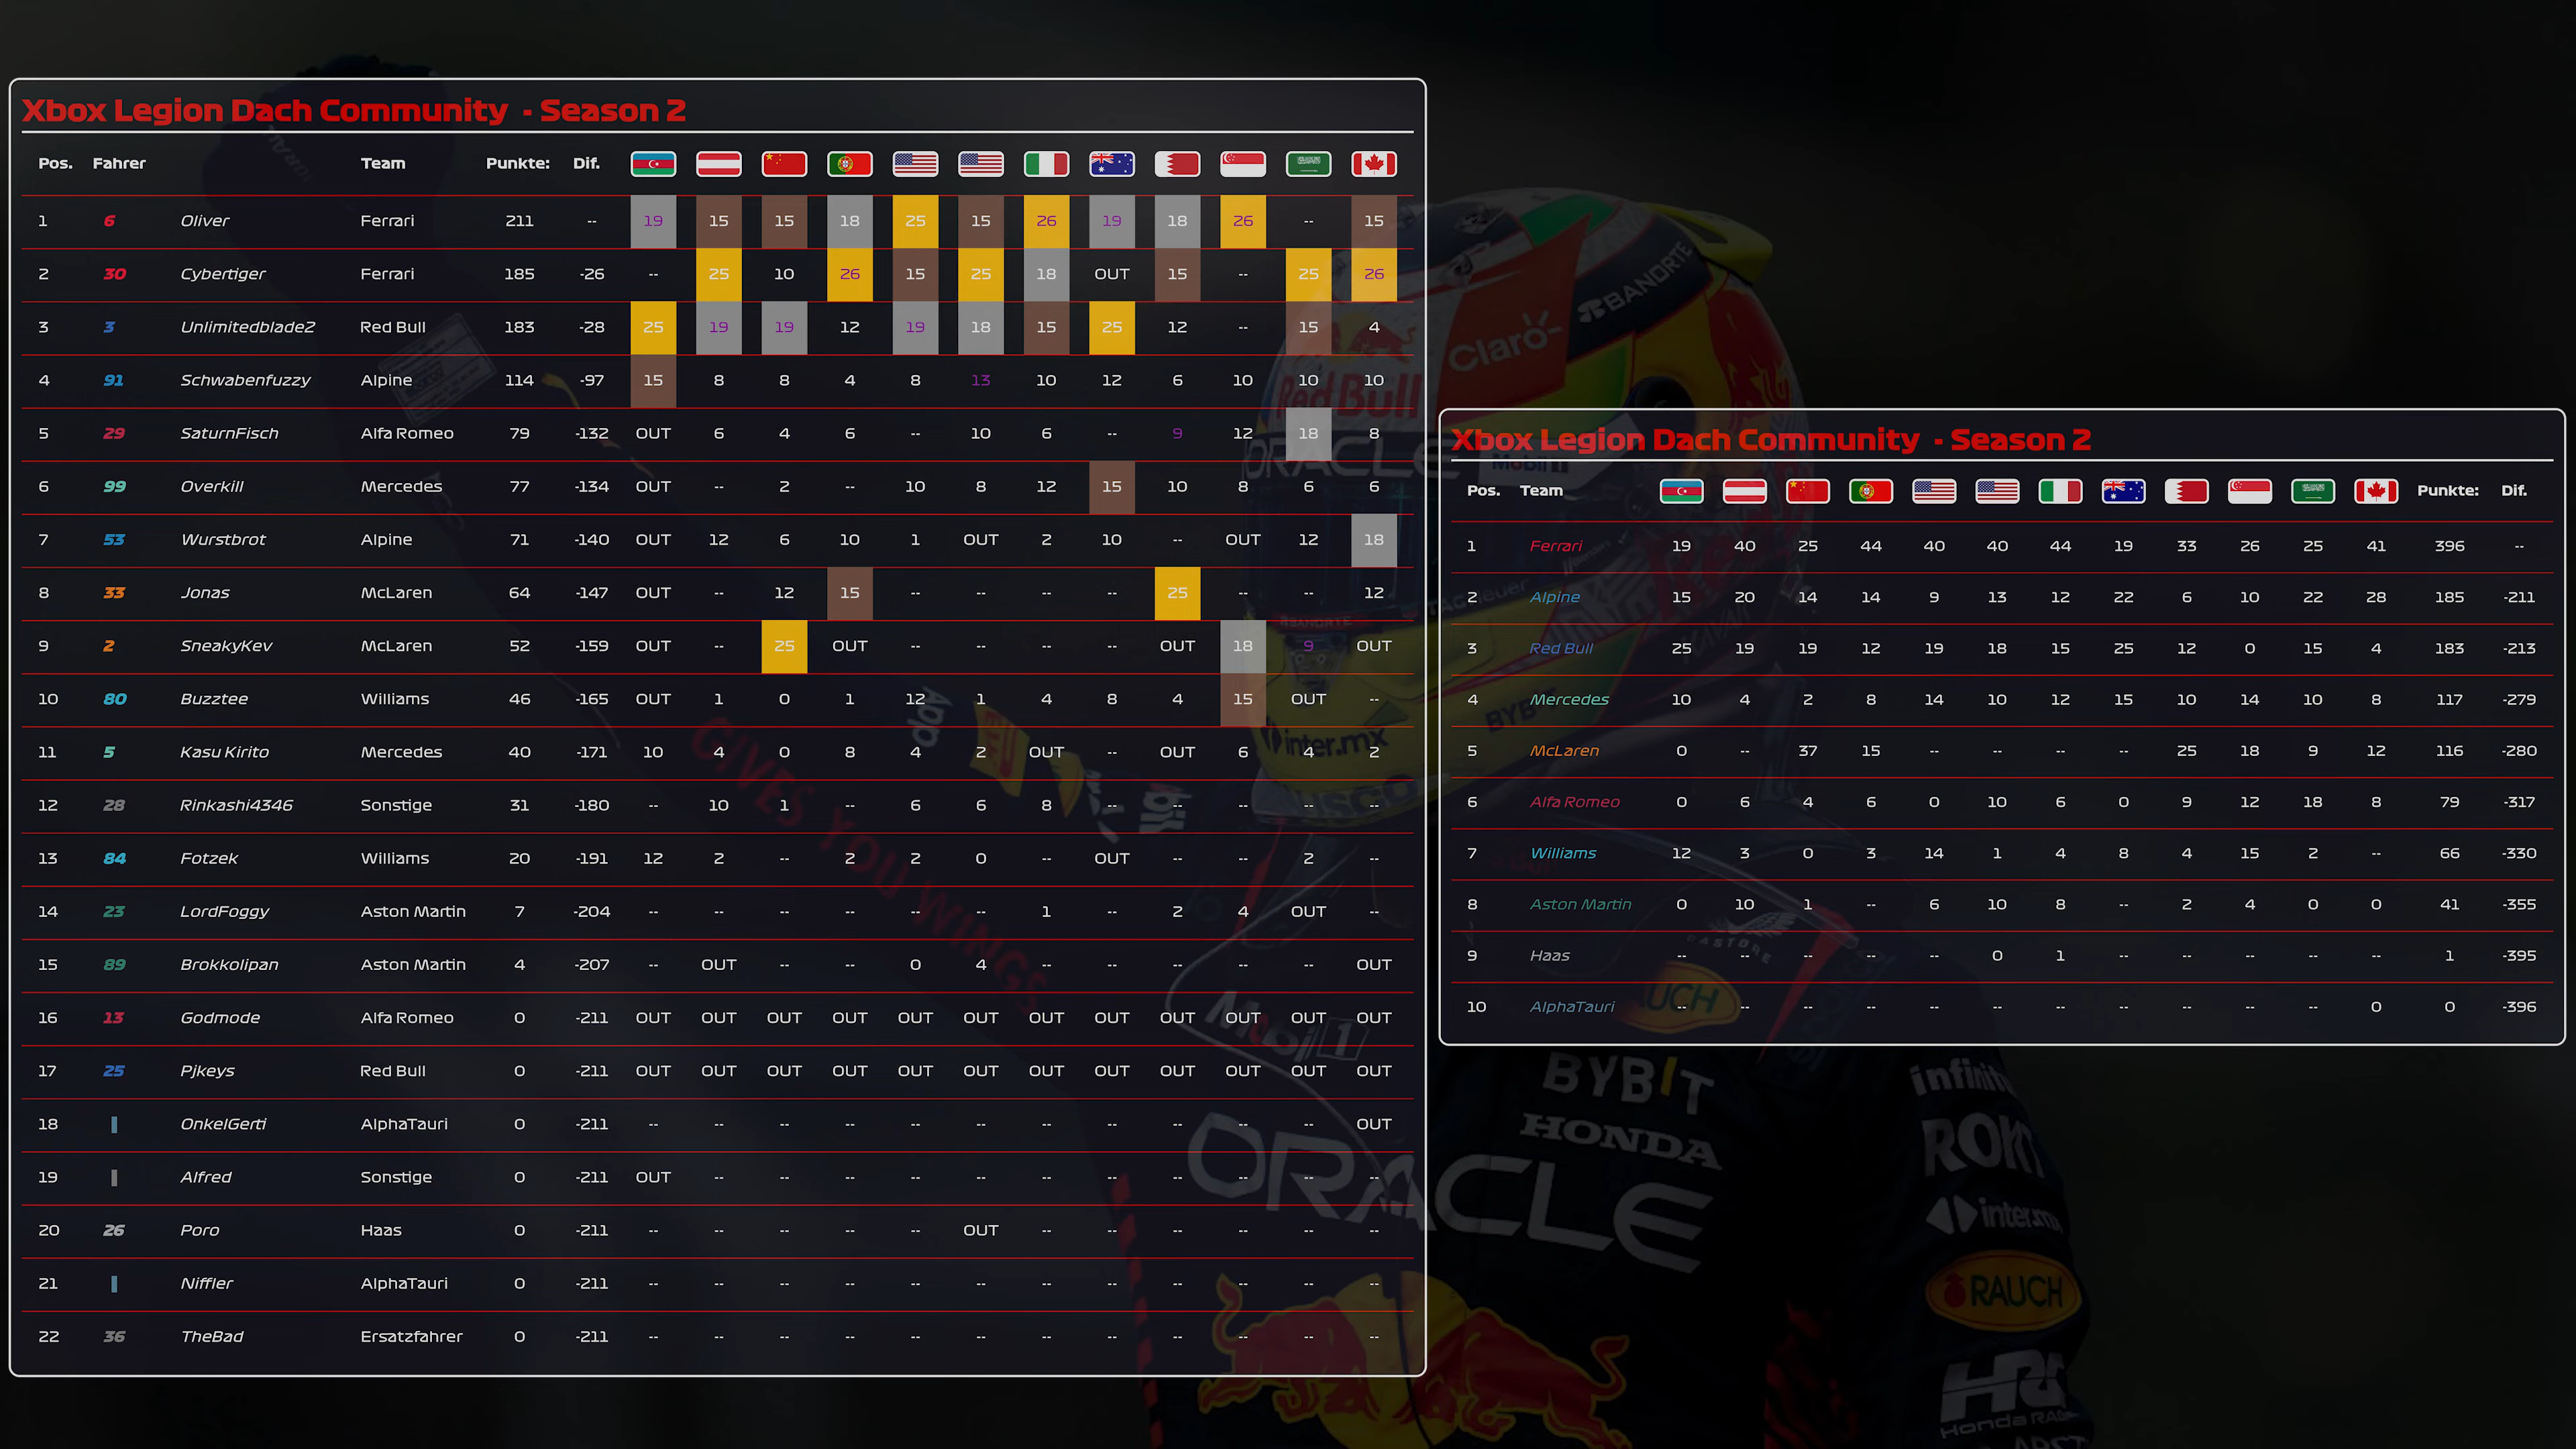 Xbox Legion Dach Community - Season 2
Pos. Fahrer Team Punkte: Dif.
1 6 Oliver Ferrari 211 -- 19 15 15 18 25 15 26 19 18 26 -- 15
2 30 Cybertiger Ferrari 185 -26 -- 25 10 26 15 25 18 OUT 15 -- 25 26
3 3 Unlimitedblade2 Red Bull 183 -28 25 19 19 12 19 18 15 25 12 -- 15 4
4 91 Schwabenfuzzy Alpine 114 -97 15 8 8 4 8 13 10 12 6 10 10 10
5 29 SaturnFisch Alfa Romeo 79 -132 OUT 6 4 6 -- 10 6 -- 9 12 18 8
6 99 Overkill Mercedes 77 -134 OUT -- 2 -- 10 8 12 15 10 8 6 6
7 53 Wurstbrot Alpine 71 -140 OUT 12 6 10 1 OUT 2 10 -- OUT 12 18
8 33 Jonas McLaren 64 -147 OUT -- 12 15 -- -- -- -- 25 -- -- 12
9 2 SneakyKev McLaren 52 -159 OUT -- 25 OUT -- -- -- -- OUT 18 9 OUT
10 80 Buzztee Williams 46 -165 OUT 1 0 1 12 1 4 8 4 15 OUT --
11 5 Kasu Kirito Mercedes 40 -171 10 4 0 8 4 2 OUT -- OUT 6 4 2
12 28 Rinkashi4346 Sonstige 31 -180 -- 10 1 -- 6 6 8 -- -- -- -- --
13 84 Fotzek Williams 20 -191 12 2 -- 2 2 0 -- OUT -- -- 2 --
14 23 LordFoggy Aston Martin 7 -204 -- -- -- -- -- -- 1 -- 2 4 OUT --
15 89 Brokkolipan Aston Martin 4 -207 -- OUT -- -- 0 4 -- -- -- -- -- OUT
16 13 Godmode Alfa Romeo 0 -211 OUT OUT OUT OUT OUT OUT OUT OUT OUT OUT OUT OUT
17 25 Pjkeys Red Bull 0 -211 OUT OUT OUT OUT OUT OUT OUT OUT OUT OUT OUT OUT
18 OnkelGerti AlphaTauri 0 -211 -- -- -- -- -- -- -- -- -- -- -- OUT
19 Alfred Sonstige 0 -211 OUT -- -- -- -- -- -- -- -- -- -- --
20 26 Poro Haas 0 -211 -- -- -- -- -- OUT -- -- -- -- -- --
21 Niffler AlphaTauri 0 -211 -- -- -- -- -- -- -- -- -- -- -- --
22 36 TheBad Ersatzfahrer 0 -211 -- -- -- -- -- -- -- -- -- -- -- --
Xbox Legion Dach Community - Season 2
Pos. Team Punkte: Dif.
1 Ferrari 19 40 25 44 40 40 44 19 33 26 25 41 396 --
2 Alpine 15 20 14 14 9 13 12 22 6 10 22 28 185 -211
3 Red Bull 25 19 19 12 19 18 15 25 12 0 15 4 183 -213
4 Mercedes 10 4 2 8 14 10 12 15 10 14 10 8 117 -279
5 McLaren 0 -- 37 15 -- -- -- -- 25 18 9 12 116 -280
6 Alfa Romeo 0 6 4 6 0 10 6 0 9 12 18 8 79 -317
7 Williams 12 3 0 3 14 1 4 8 4 15 2 -- 66 -330
8 Aston Martin 0 10 1 -- 6 10 8 -- 2 4 0 0 41 -355
9 Haas -- -- -- -- -- 0 1 -- -- -- -- -- 1 -395
10 AlphaTauri -- -- -- -- -- -- -- -- -- -- -- 0 0 -396
BANORTE
Claro
Red Bull
ORACLE
Mobil
inter.mx
GIVES YOU WINGS
CASTORE
Mobil 1
BYBIT
HONDA
ORACLE
ROKT
inter.mx
RAUCH
HRC